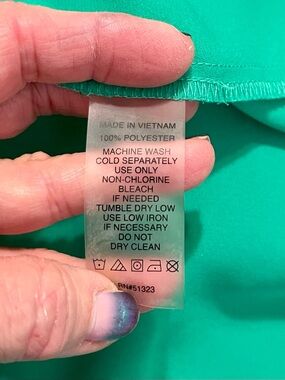 MADE IN VIETNAM
100% POLYESTER
MACHINE WASH
COLD SEPARATELY
USE ONLY
NON-CHLORINE
BLEACH
IF NEEDED
TUMBLE DRY LOW
USE LOW IRON
IF NECESSARY
DO NOT
DRY CLEAN
RN#51323